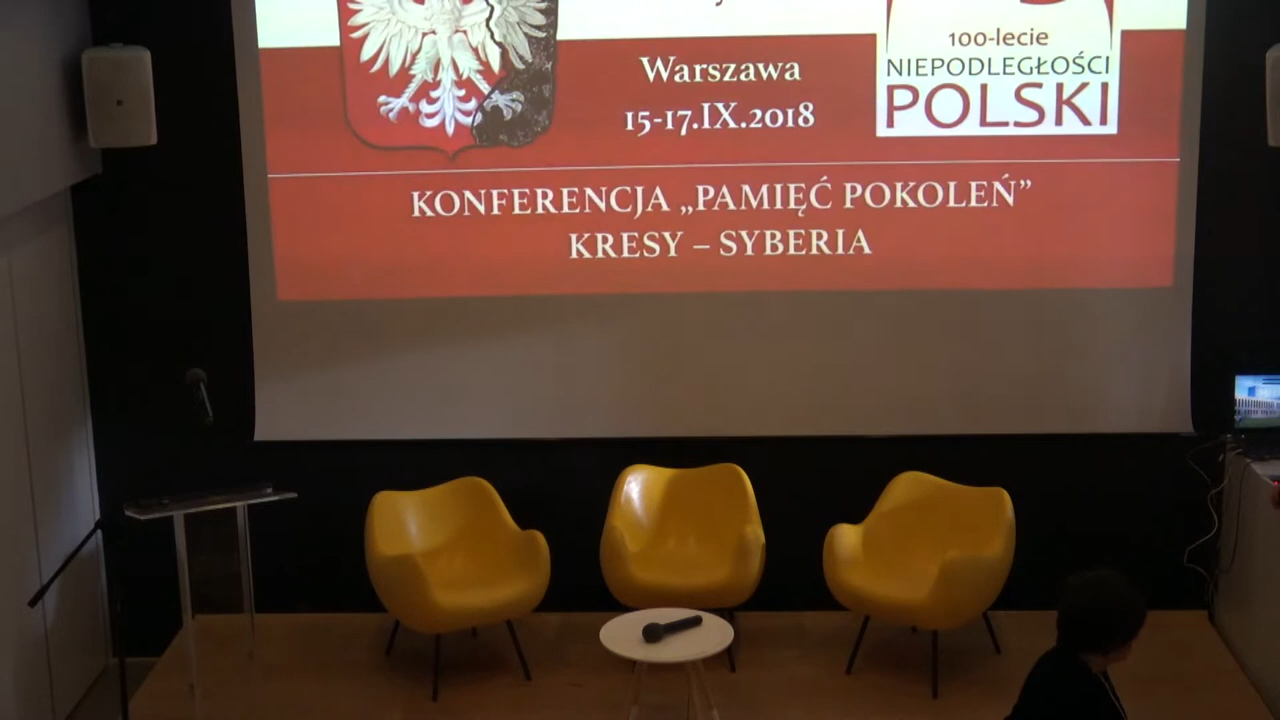 Warszawa
15-17.IX.2018
100-lecie
NIEPODLEGŁOŚCI
POLSKI
KONFERENCJA „PAMIĘĆ POKOLEŃ”
KRESY – SYBERIA